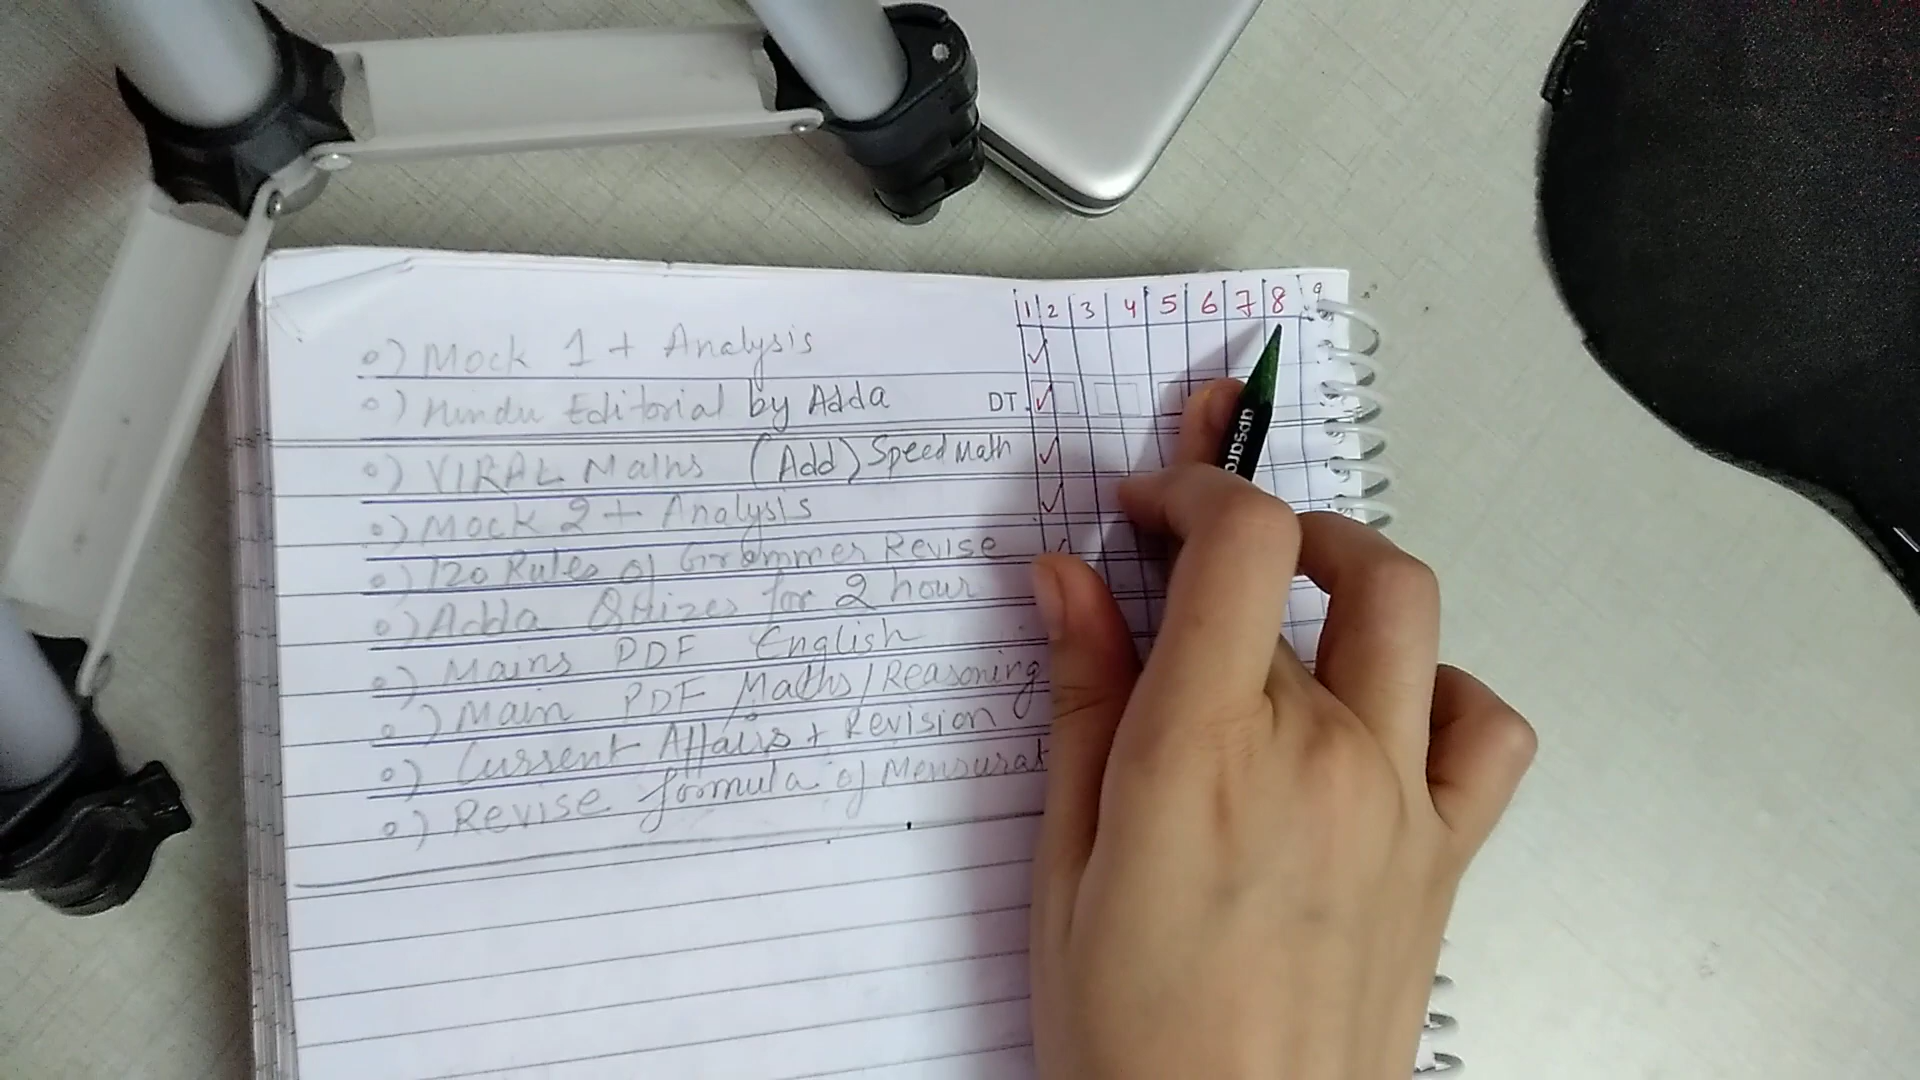 1 2 3 4 5 6 7 8 9
o) Mock 1 + Analysis
o) Hindu Editorial by Adda DT.
o) VIRAL Maths (Add) Speed Math
o) Mock 2 + Analysis
o) 120 Rules of Grammer Revise
o) Adda Quizes for 2 hour
o) Mains PDF English
o) Main PDF Maths/Reasoning
o) Current Affairs + Revision
o) Revise formula of Mensurat
apsara